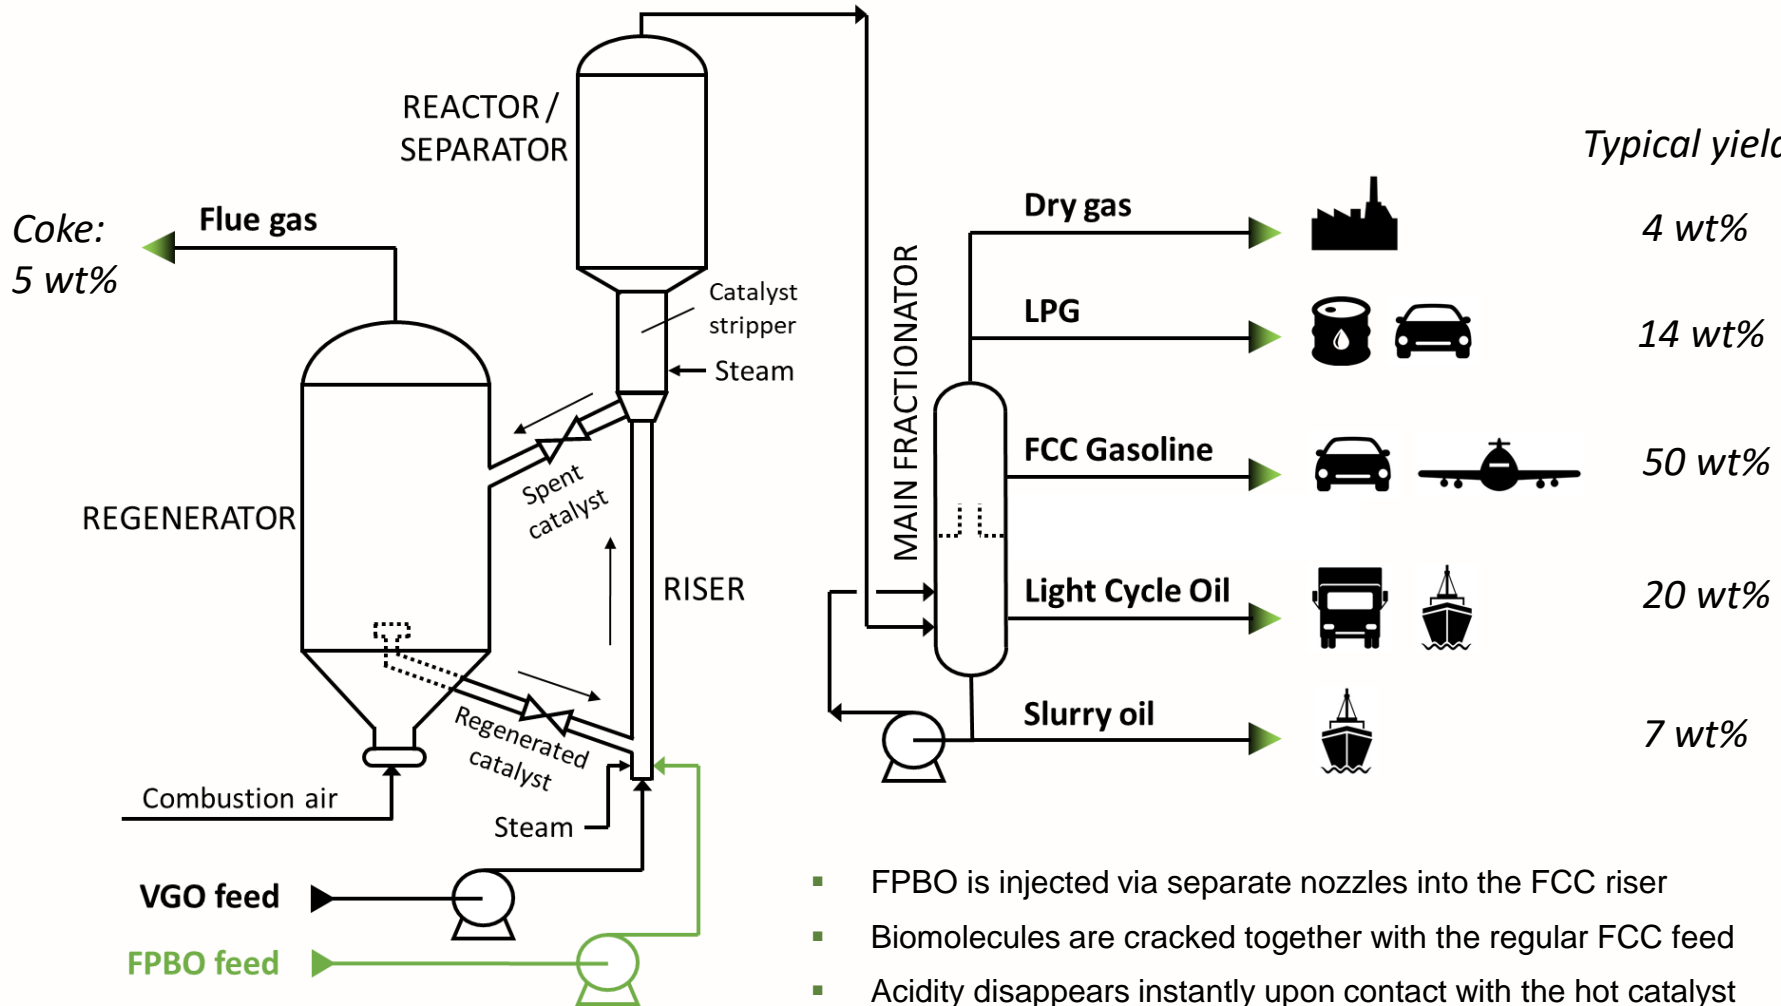 REACTOR /
SEPARATOR
Typical yield
Coke:
5 wt%
Flue gas
Dry gas
4 wt%
Catalyst
stripper
Steam
LPG
14 wt%
MAIN FRACTIONATOR
FCC Gasoline
50 wt%
REGENERATOR
Spent
catalyst
RISER
Light Cycle Oil
20 wt%
Regenerated
catalyst
Slurry oil
7 wt%
Combustion air
Steam
VGO feed
FPBO feed
▪ FPBO is injected via separate nozzles into the FCC riser
▪ Biomolecules are cracked together with the regular FCC feed
▪ Acidity disappears instantly upon contact with the hot catalyst